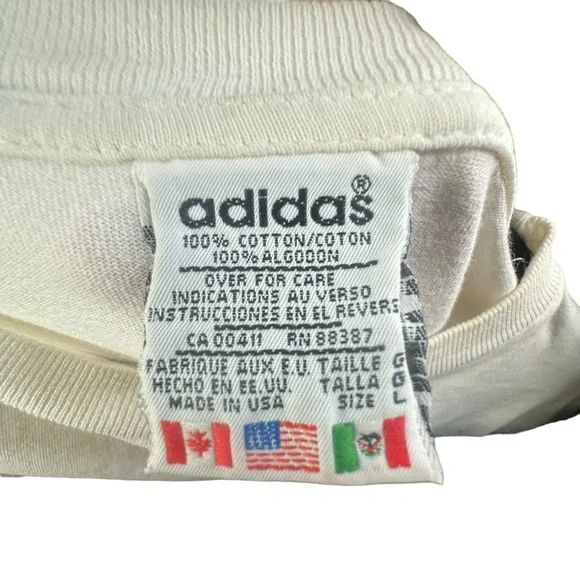 adidas®
100% COTTON/COTON
100% ALGODON
OVER FOR CARE
INDICATIONS AU VERSO
INSTRUCCIONES EN EL REVERS
CA 00411 RN 88387
FABRIQUE AUX E.U. TAILLE G
HECHO EN EE.UU. TALLA G
MADE IN USA SIZE L